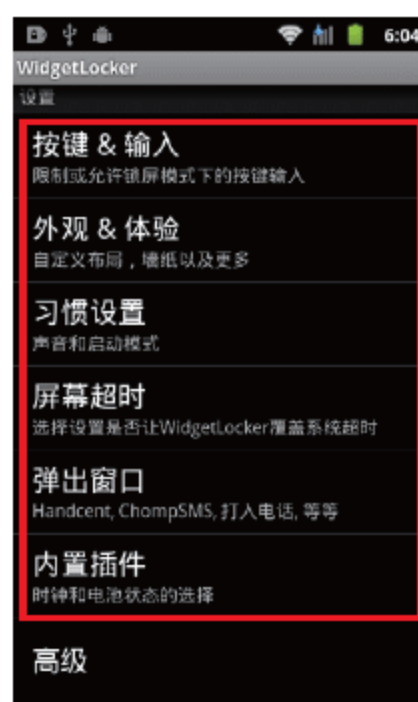 6:04
WidgetLocker
设置
按键 & 输入
限制或允许锁屏模式下的按键输入
外观 & 体验
自定义布局，墙纸以及更多
习惯设置
声音和启动模式
屏幕超时
选择设置是否让WidgetLocker覆盖系统超时
弹出窗口
Handcent, ChompSMS, 打入电话, 等等
内置插件
时钟和电池状态的选择
高级